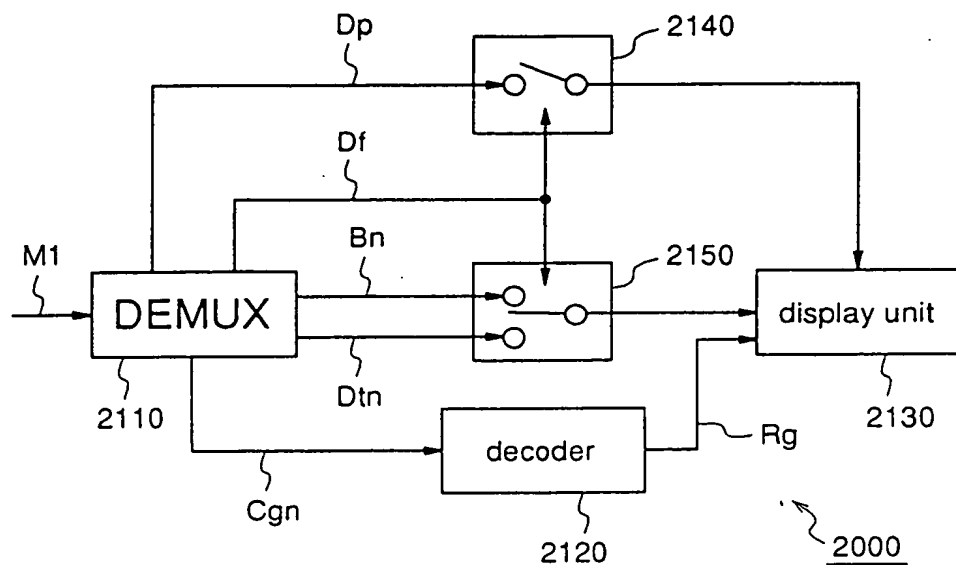 Dp
2140
Df
M1
Bn
2150
DEMUX
display unit
2110
Dtn
2130
decoder
Rg
Cgn
2120
2000